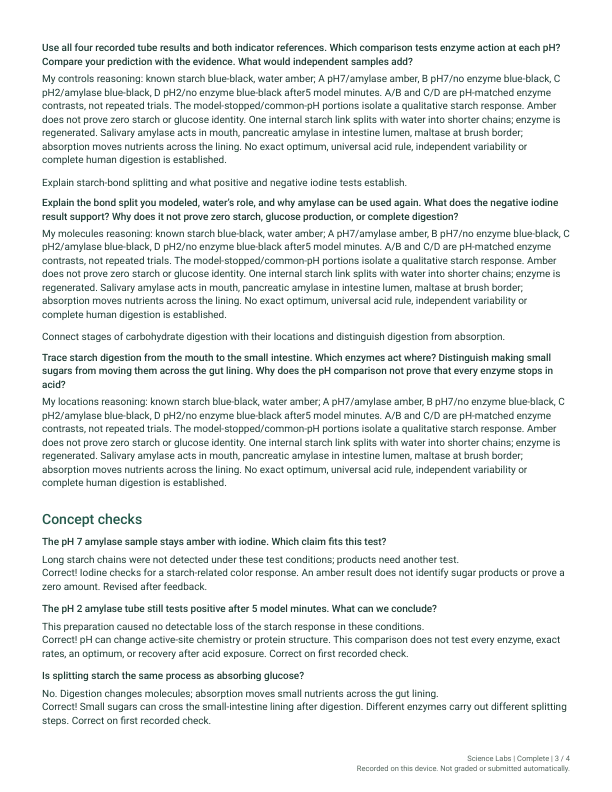 Use all four recorded tube results and both indicator references. Which comparison tests enzyme action at each pH?
Compare your prediction with the evidence. What would independent samples add?
My controls reasoning: known starch blue-black, water amber; A pH7/amylase amber, B pH7/no enzyme blue-black, C
pH2/amylase blue-black, D pH2/no enzyme blue-black after5 model minutes. A/B and C/D are pH-matched enzyme
contrasts, not repeated trials. The model-stopped/common-pH portions isolate a qualitative starch response. Amber
does not prove zero starch or glucose identity. One internal starch link splits with water into shorter chains; enzyme is
regenerated. Salivary amylase acts in mouth, pancreatic amylase in intestine lumen, maltase at brush border;
absorption moves nutrients across the lining. No exact optimum, universal acid rule, independent variability or
complete human digestion is established.
Explain starch-bond splitting and what positive and negative iodine tests establish.
Explain the bond split you modeled, water's role, and why amylase can be used again. What does the negative iodine
result support? Why does it not prove zero starch, glucose production, or complete digestion?
My molecules reasoning: known starch blue-black, water amber; A pH7/amylase amber, B pH7/no enzyme blue-black, C
pH2/amylase blue-black, D pH2/no enzyme blue-black after5 model minutes. A/B and C/D are pH-matched enzyme
contrasts, not repeated trials. The model-stopped/common-pH portions isolate a qualitative starch response. Amber
does not prove zero starch or glucose identity. One internal starch link splits with water into shorter chains; enzyme is
regenerated. Salivary amylase acts in mouth, pancreatic amylase in intestine lumen, maltase at brush border;
absorption moves nutrients across the lining. No exact optimum, universal acid rule, independent variability or
complete human digestion is established.
Connect stages of carbohydrate digestion with their locations and distinguish digestion from absorption.
Trace starch digestion from the mouth to the small intestine. Which enzymes act where? Distinguish making small
sugars from moving them across the gut lining. Why does the pH comparison not prove that every enzyme stops in
acid?
My locations reasoning: known starch blue-black, water amber; A pH7/amylase amber, B pH7/no enzyme blue-black, C
pH2/amylase blue-black, D pH2/no enzyme blue-black after5 model minutes. A/B and C/D are pH-matched enzyme
contrasts, not repeated trials. The model-stopped/common-pH portions isolate a qualitative starch response. Amber
does not prove zero starch or glucose identity. One internal starch link splits with water into shorter chains; enzyme is
regenerated. Salivary amylase acts in mouth, pancreatic amylase in intestine lumen, maltase at brush border;
absorption moves nutrients across the lining. No exact optimum, universal acid rule, independent variability or
complete human digestion is established.
Concept checks
The pH 7 amylase sample stays amber with iodine. Which claim fits this test?
Long starch chains were not detected under these test conditions; products need another test.
Correct! Iodine checks for a starch-related color response. An amber result does not identify sugar products or prove a
zero amount. Revised after feedback.
The pH 2 amylase tube still tests positive after 5 model minutes. What can we conclude?
This preparation caused no detectable loss of the starch response in these conditions.
Correct! pH can change active-site chemistry or protein structure. This comparison does not test every enzyme, exact
rates, an optimum, or recovery after acid exposure. Correct on first recorded check.
Is splitting starch the same process as absorbing glucose?
No. Digestion changes molecules; absorption moves small nutrients across the gut lining.
Correct! Small sugars can cross the small-intestine lining after digestion. Different enzymes carry out different splitting
steps. Correct on first recorded check.
Science Labs | Complete | 3 / 4
Recorded on this device. Not graded or submitted automatically.